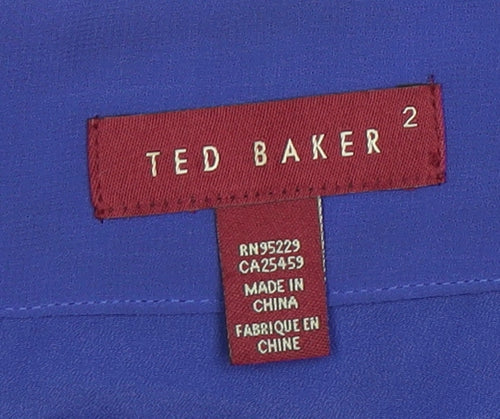 TED BAKER 2
RN95229
CA25459
MADE IN
CHINA
FABRIQUE EN
CHINE